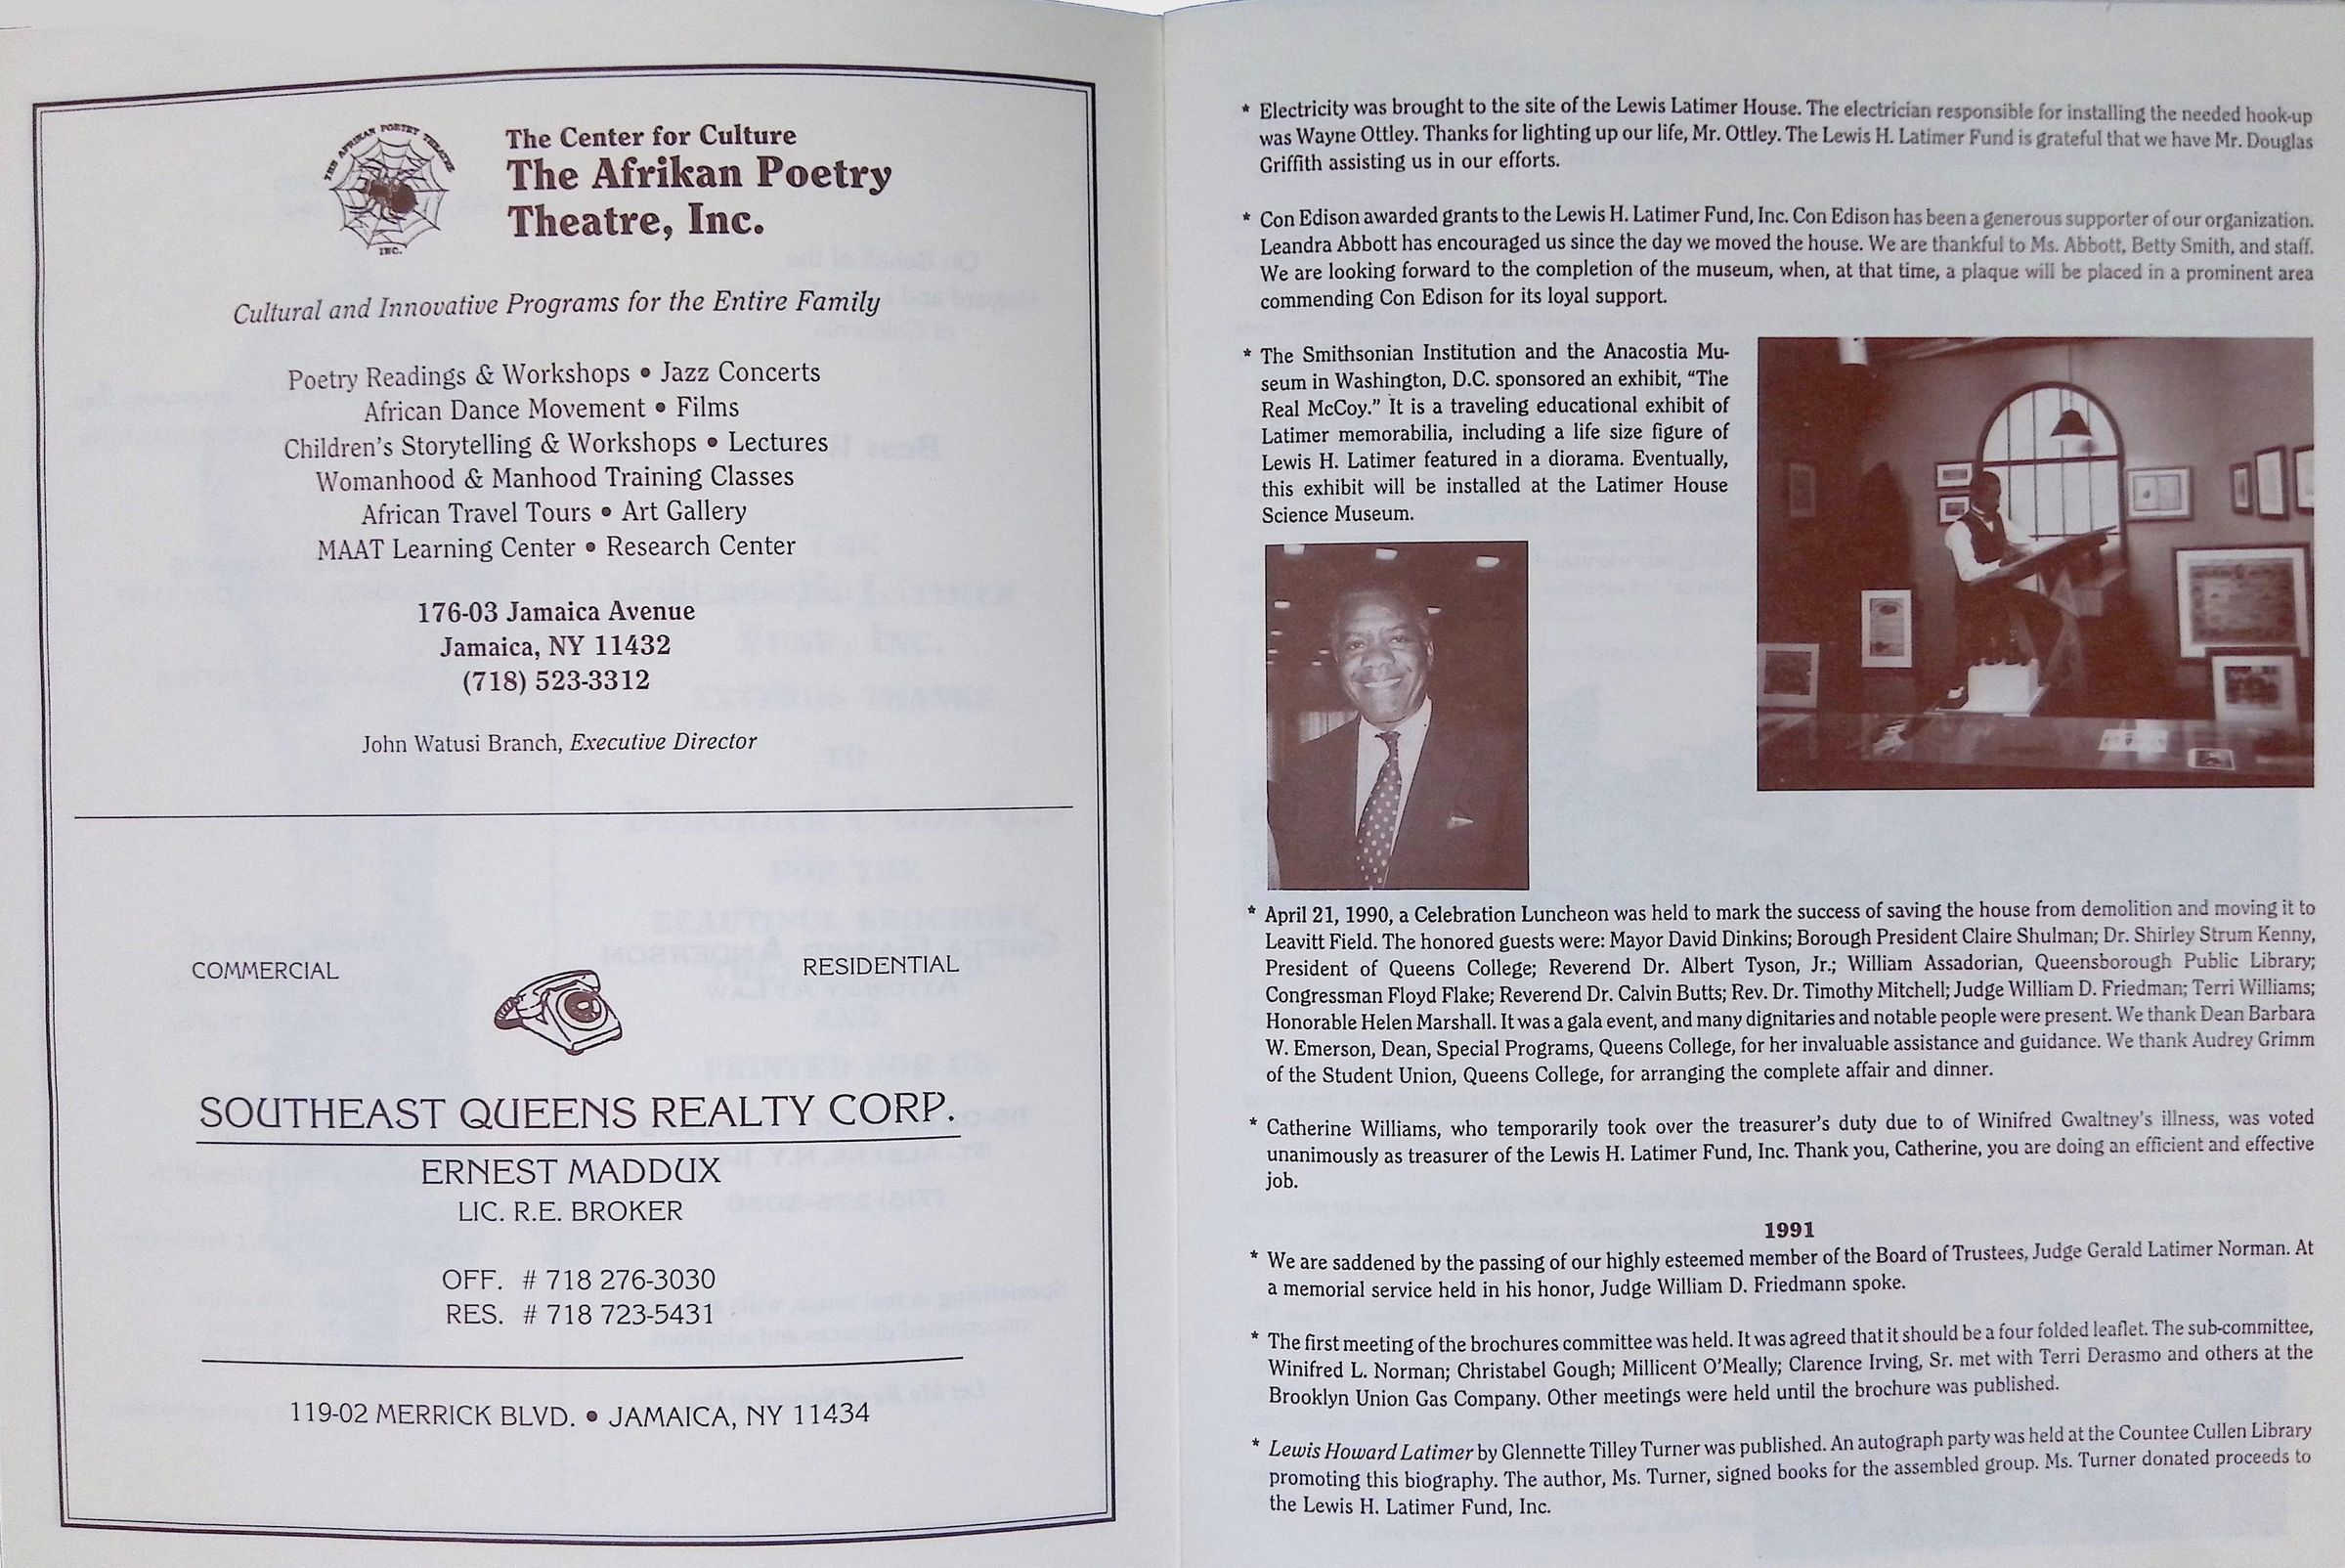 THE AFRIKAN POETRY THEATRE
INC.
The Center for Culture
The Afrikan Poetry
Theatre, Inc.
Cultural and Innovative Programs for the Entire Family
Poetry Readings & Workshops • Jazz Concerts
African Dance Movement • Films
Children's Storytelling & Workshops • Lectures
Womanhood & Manhood Training Classes
African Travel Tours • Art Gallery
MAAT Learning Center • Research Center
176-03 Jamaica Avenue
Jamaica, NY 11432
(718) 523-3312
John Watusi Branch, Executive Director
COMMERCIAL
RESIDENTIAL
SOUTHEAST QUEENS REALTY CORP.
ERNEST MADDUX
LIC. R.E. BROKER
OFF. # 718 276-3030
RES. # 718 723-5431
119-02 MERRICK BLVD. • JAMAICA, NY 11434
* Electricity was brought to the site of the Lewis Latimer House. The electrician responsible for installing the needed hook-up
was Wayne Ottley. Thanks for lighting up our life, Mr. Ottley. The Lewis H. Latimer Fund is grateful that we have Mr. Douglas
Griffith assisting us in our efforts.
* Con Edison awarded grants to the Lewis H. Latimer Fund, Inc. Con Edison has been a generous supporter of our organization.
Leandra Abbott has encouraged us since the day we moved the house. We are thankful to Ms. Abbott, Betty Smith, and staff.
We are looking forward to the completion of the museum, when, at that time, a plaque will be placed in a prominent area
commending Con Edison for its loyal support.
* The Smithsonian Institution and the Anacostia Mu-
seum in Washington, D.C. sponsored an exhibit, “The
Real McCoy.” It is a traveling educational exhibit of
Latimer memorabilia, including a life size figure of
Lewis H. Latimer featured in a diorama. Eventually,
this exhibit will be installed at the Latimer House
Science Museum.
* April 21, 1990, a Celebration Luncheon was held to mark the success of saving the house from demolition and moving it to
Leavitt Field. The honored guests were: Mayor David Dinkins; Borough President Claire Shulman; Dr. Shirley Strum Kenny,
President of Queens College; Reverend Dr. Albert Tyson, Jr.; William Assadorian, Queensborough Public Library;
Congressman Floyd Flake; Reverend Dr. Calvin Butts; Rev. Dr. Timothy Mitchell; Judge William D. Friedman; Terri Williams;
Honorable Helen Marshall. It was a gala event, and many dignitaries and notable people were present. We thank Dean Barbara
W. Emerson, Dean, Special Programs, Queens College, for her invaluable assistance and guidance. We thank Audrey Grimm
of the Student Union, Queens College, for arranging the complete affair and dinner.
* Catherine Williams, who temporarily took over the treasurer's duty due to of Winifred Gwaltney's illness, was voted
unanimously as treasurer of the Lewis H. Latimer Fund, Inc. Thank you, Catherine, you are doing an efficient and effective
job.
1991
* We are saddened by the passing of our highly esteemed member of the Board of Trustees, Judge Gerald Latimer Norman. At
a memorial service held in his honor, Judge William D. Friedmann spoke.
* The first meeting of the brochures committee was held. It was agreed that it should be a four folded leaflet. The sub-committee,
Winifred L. Norman; Christabel Gough; Millicent O'Meally; Clarence Irving, Sr. met with Terri Derasmo and others at the
Brooklyn Union Gas Company. Other meetings were held until the brochure was published.
* Lewis Howard Latimer by Glennette Tilley Turner was published. An autograph party was held at the Countee Cullen Library
promoting this biography. The author, Ms. Turner, signed books for the assembled group. Ms. Turner donated proceeds to
the Lewis H. Latimer Fund, Inc.